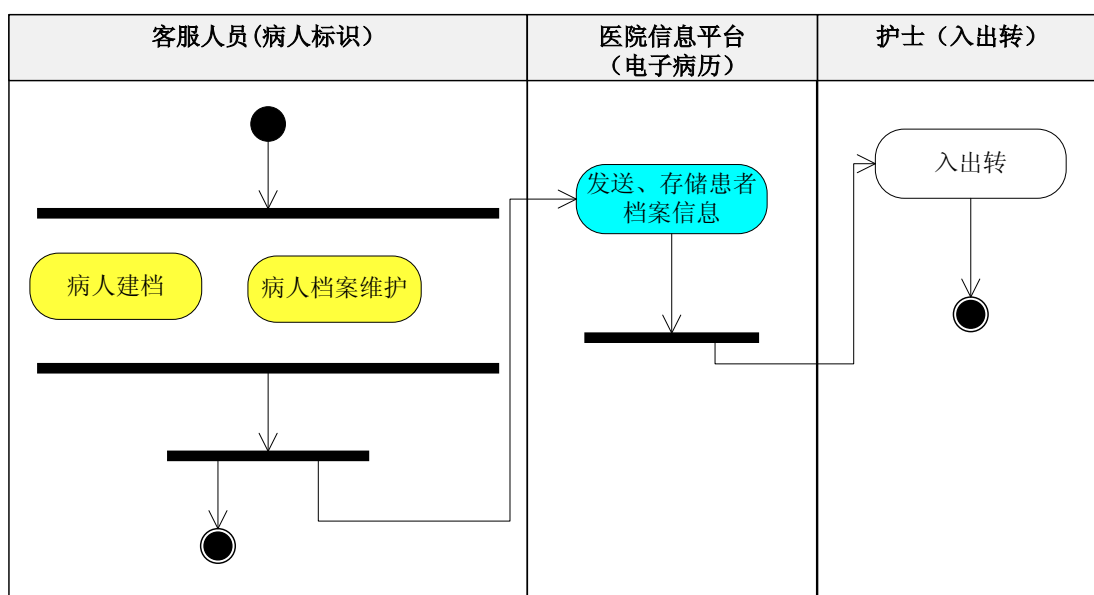 客服人员(病人标识）
医院信息平台
（电子病历）
护士（入出转）
病人建档
病人档案维护
发送、存储患者
档案信息
入出转